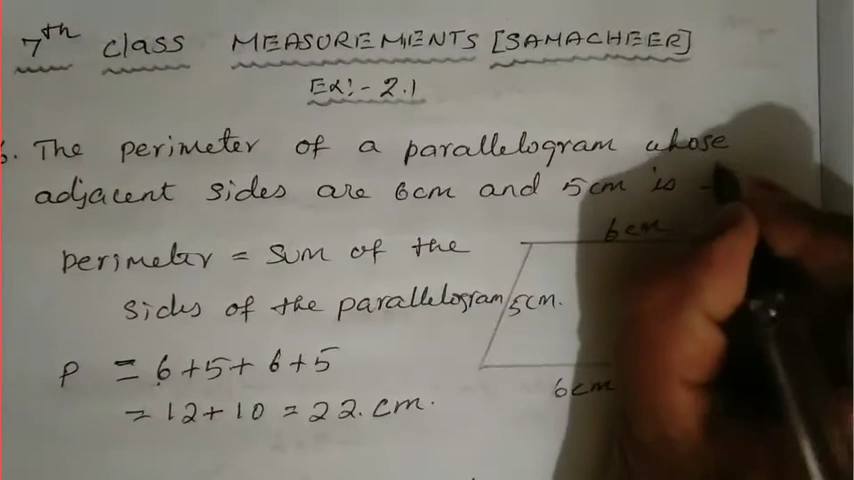 7th class MEASUREMENTS [SAMACHEER]
Ex:- 2.1
The perimeter of a parallelogram whose
adjacent sides are 6cm and 5cm is
6cm
perimeter = sum of the
sides of the parallelogram
5cm.
P = 6+5+6+5
6cm
= 12+10 = 22.cm.